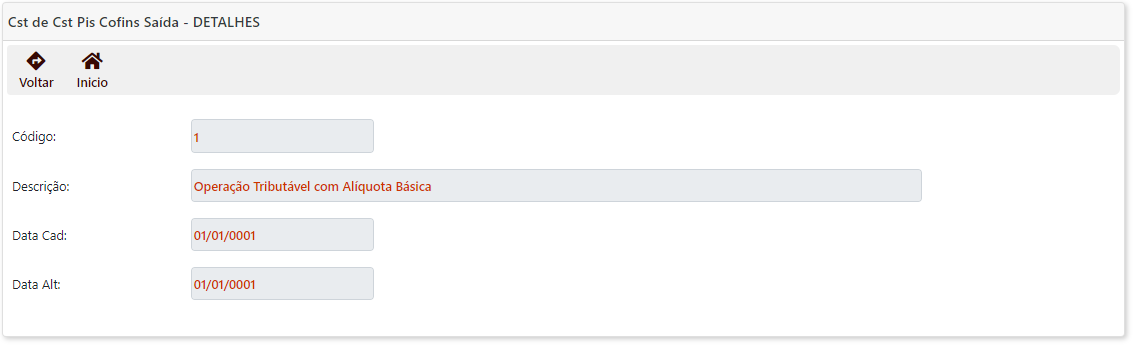 Cst de Cst Pis Cofins Saída - DETALHES
Voltar Inicio
Código: 1
Descrição: Operação Tributável com Alíquota Básica
Data Cad: 01/01/0001
Data Alt: 01/01/0001